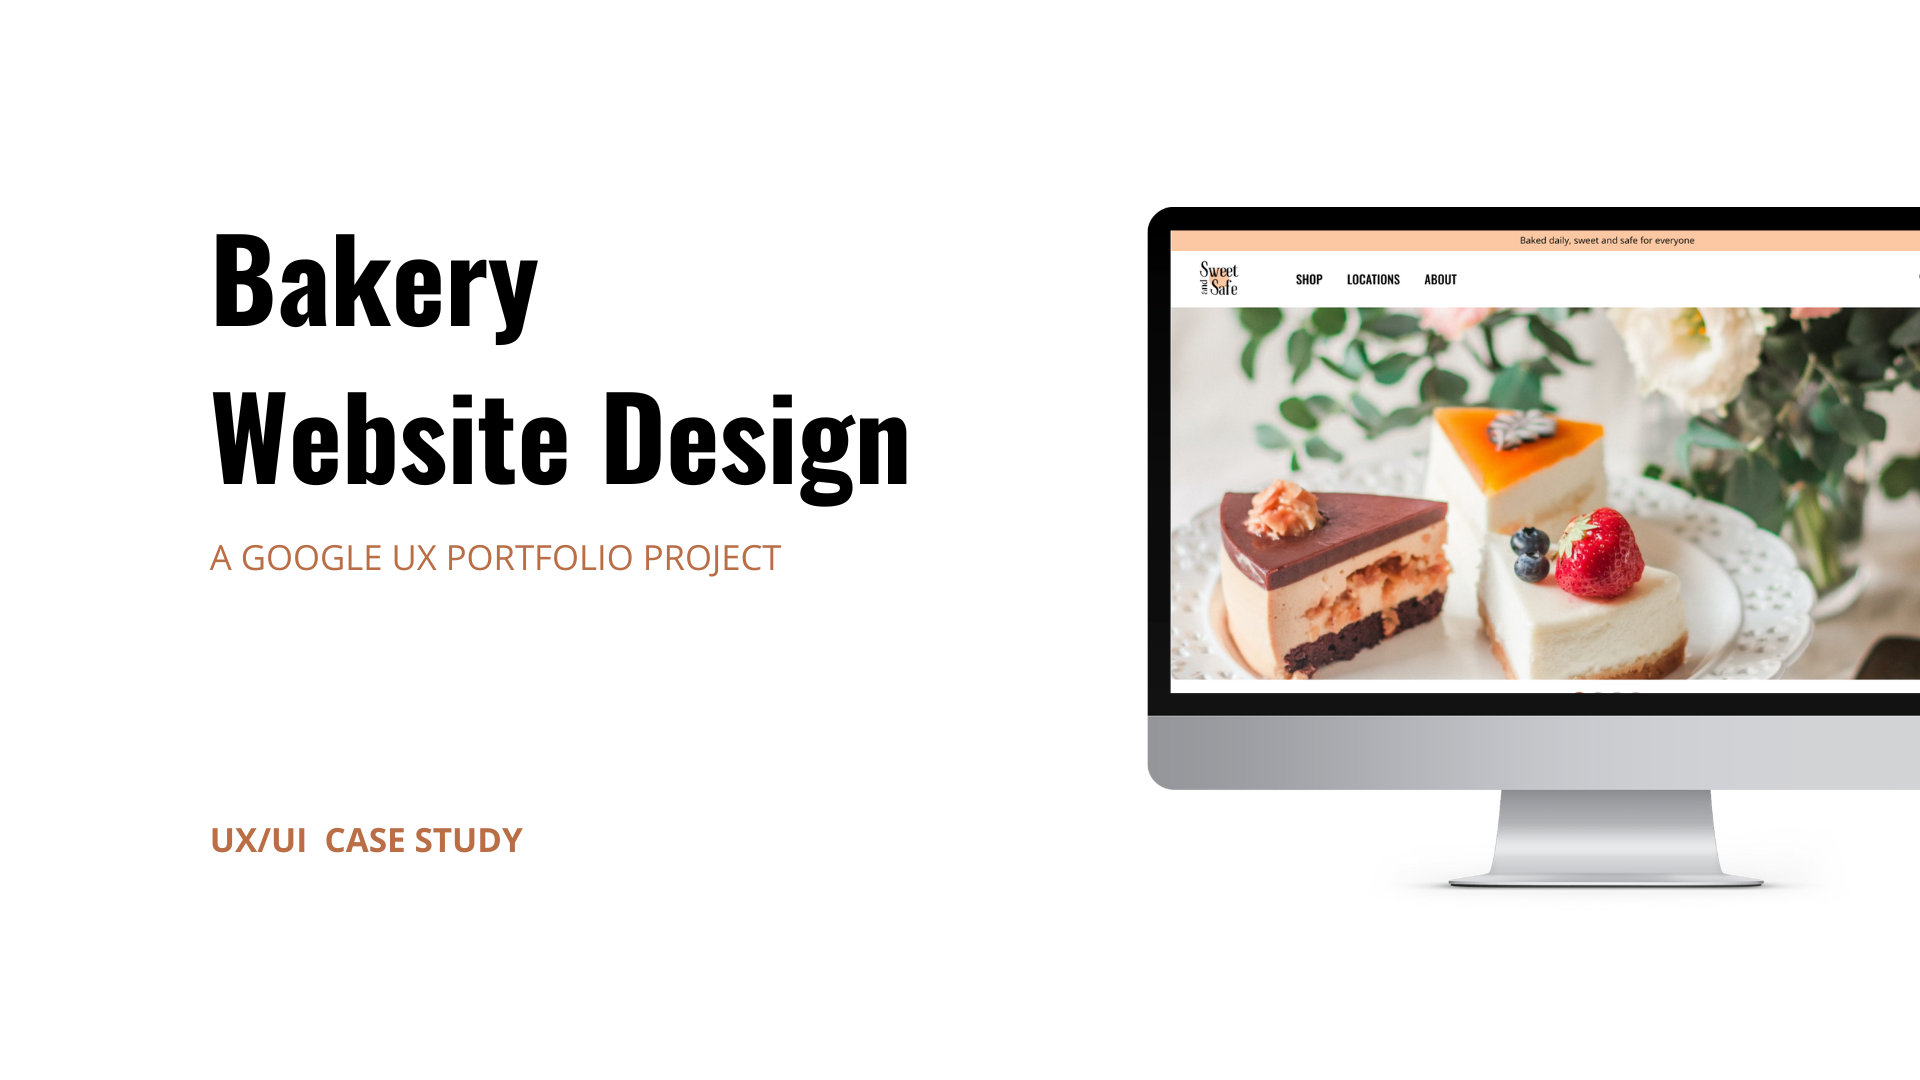 Bakery
Website Design
A GOOGLE UX PORTFOLIO PROJECT
UX/UI CASE STUDY
Baked daily, sweet and safe for everyone
Sweet
and Safe
SHOP LOCATIONS ABOUT